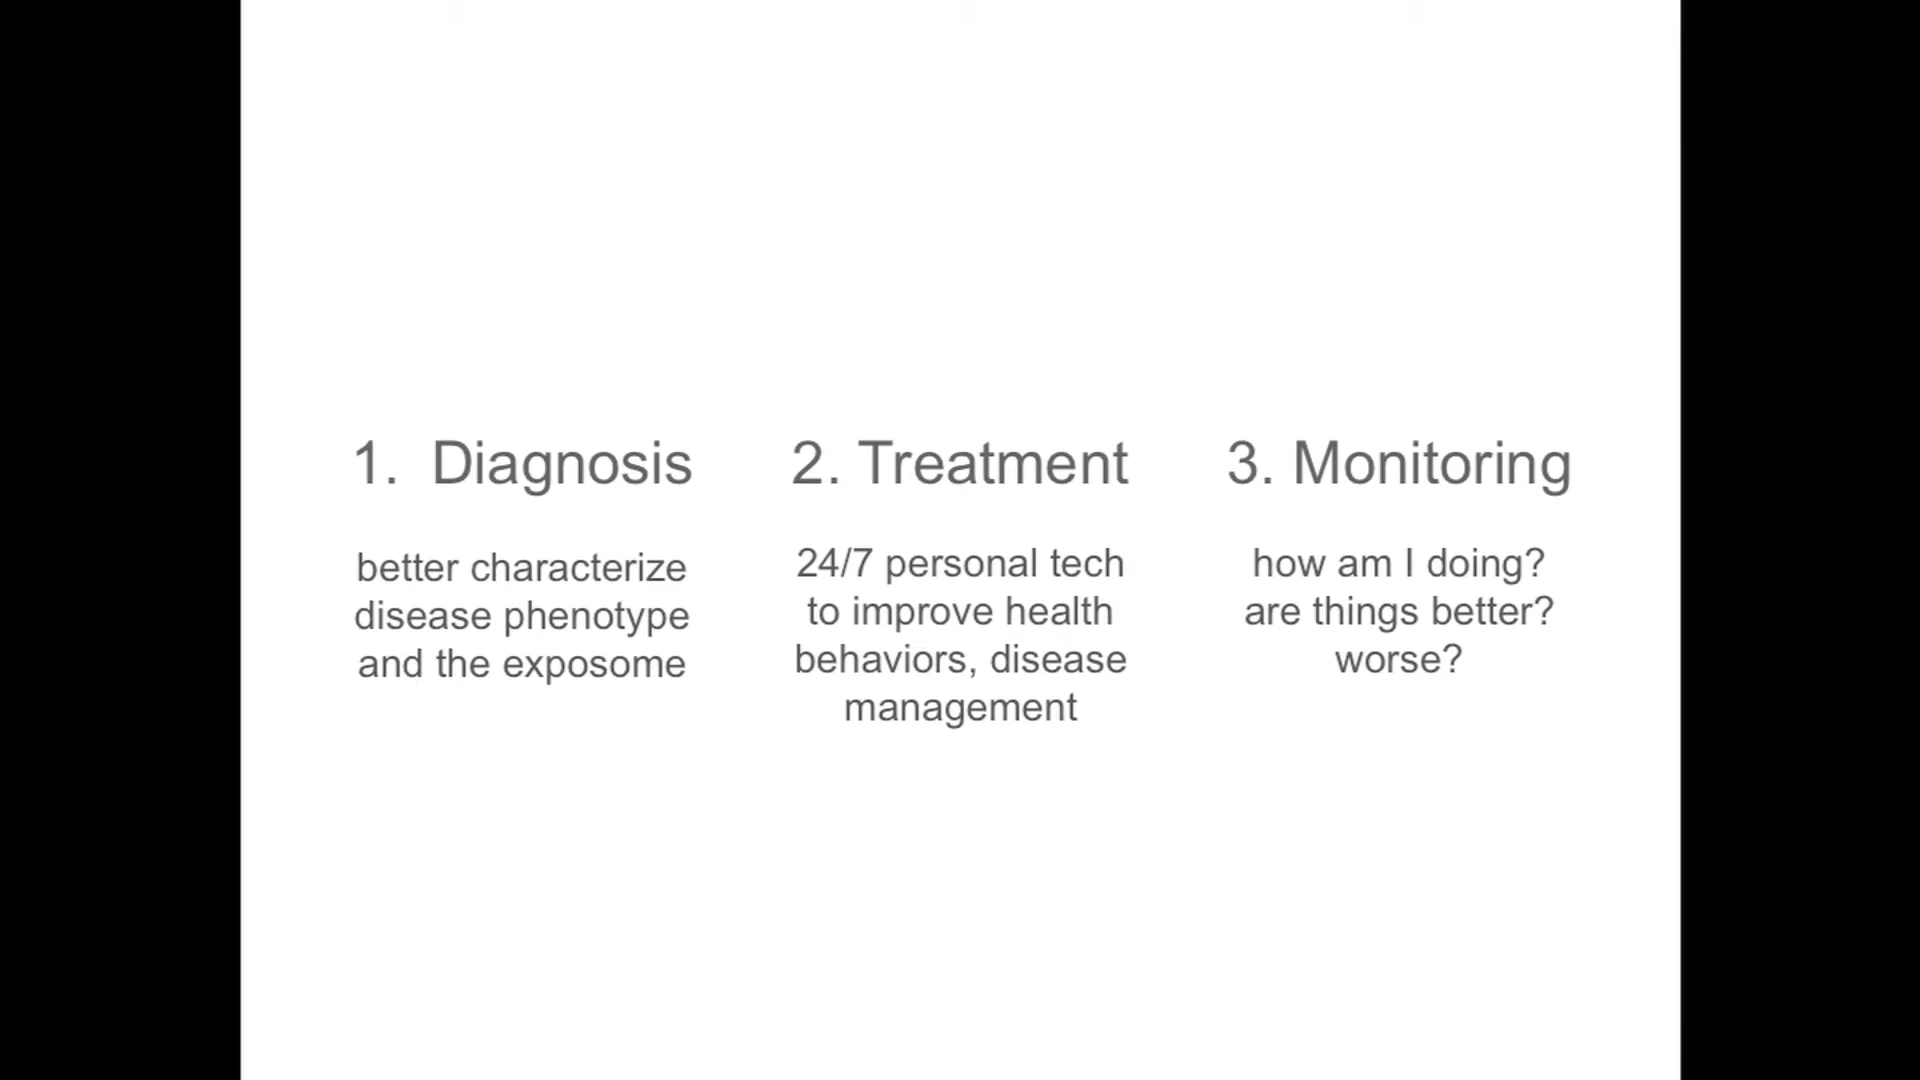 1. Diagnosis
better characterize
disease phenotype
and the exposome
2. Treatment
24/7 personal tech
to improve health
behaviors, disease
management
3. Monitoring
how am I doing?
are things better?
worse?